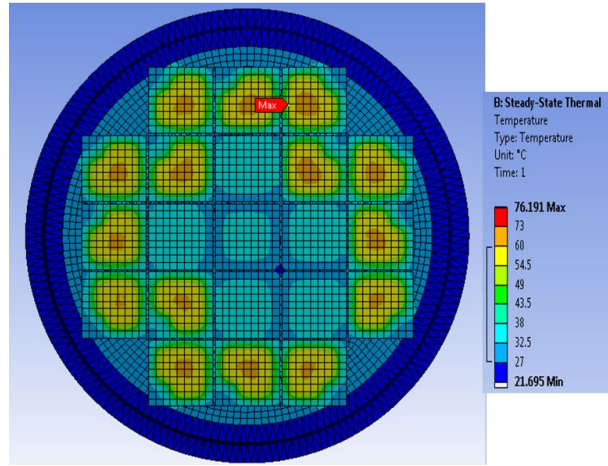 Max
B: Steady-State Thermal
Temperature
Type: Temperature
Unit: °C
Time: 1
76.191 Max
73
60
54.5
49
43.5
38
32.5
27
21.695 Min